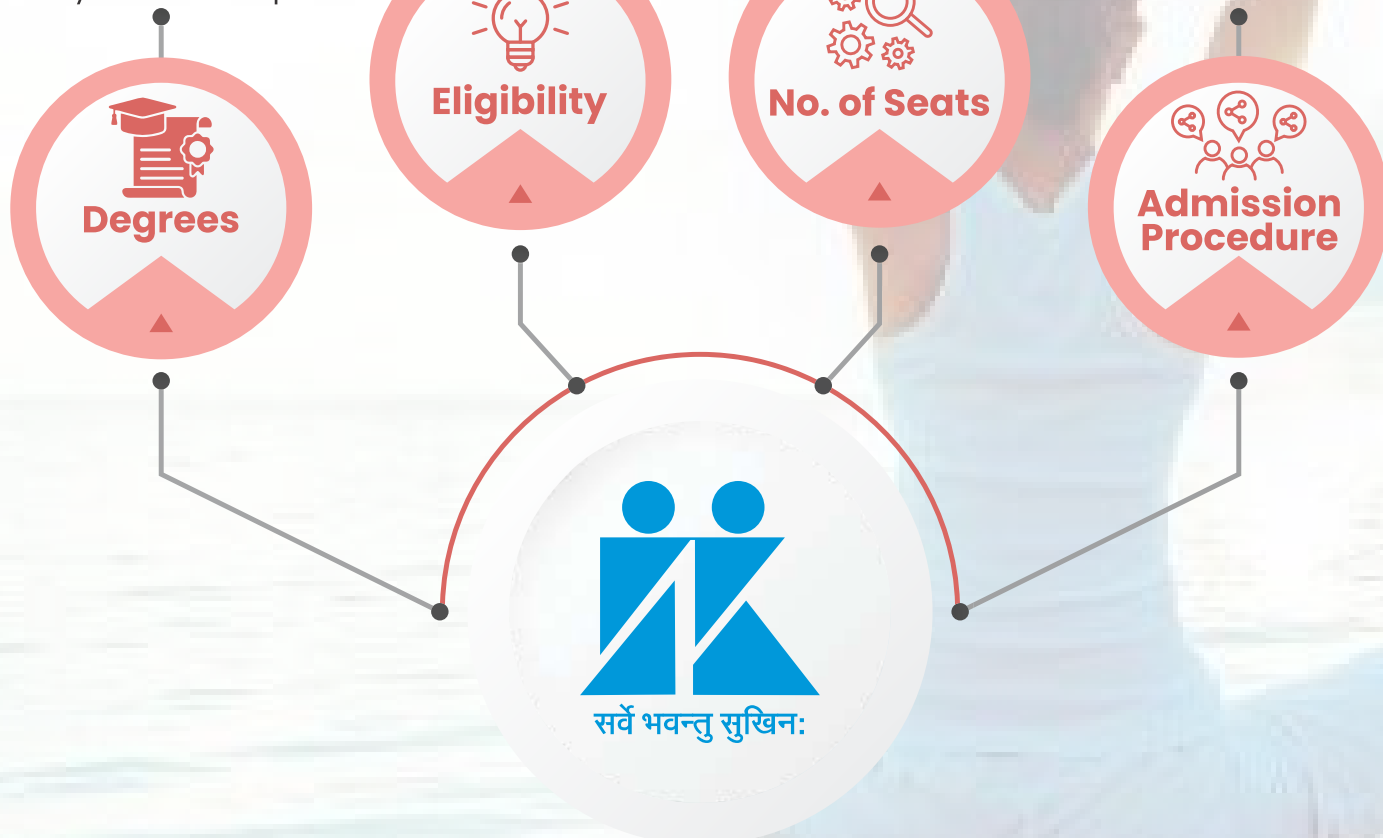 Eligibility
No. of Seats
Degrees
Admission
Procedure
सर्वे भवन्तु सुखिन: